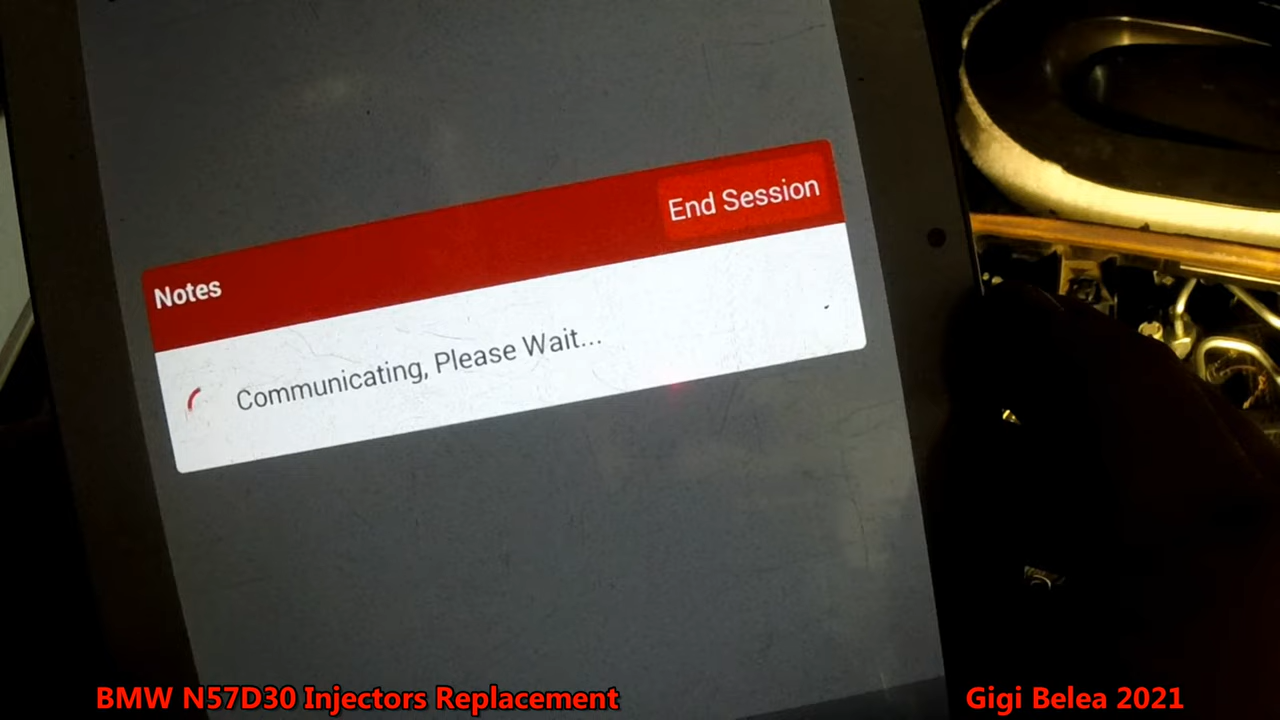 End Session
Notes
Communicating, Please Wait...
BMW N57D30 Injectors Replacement
Gigi Belea 2021